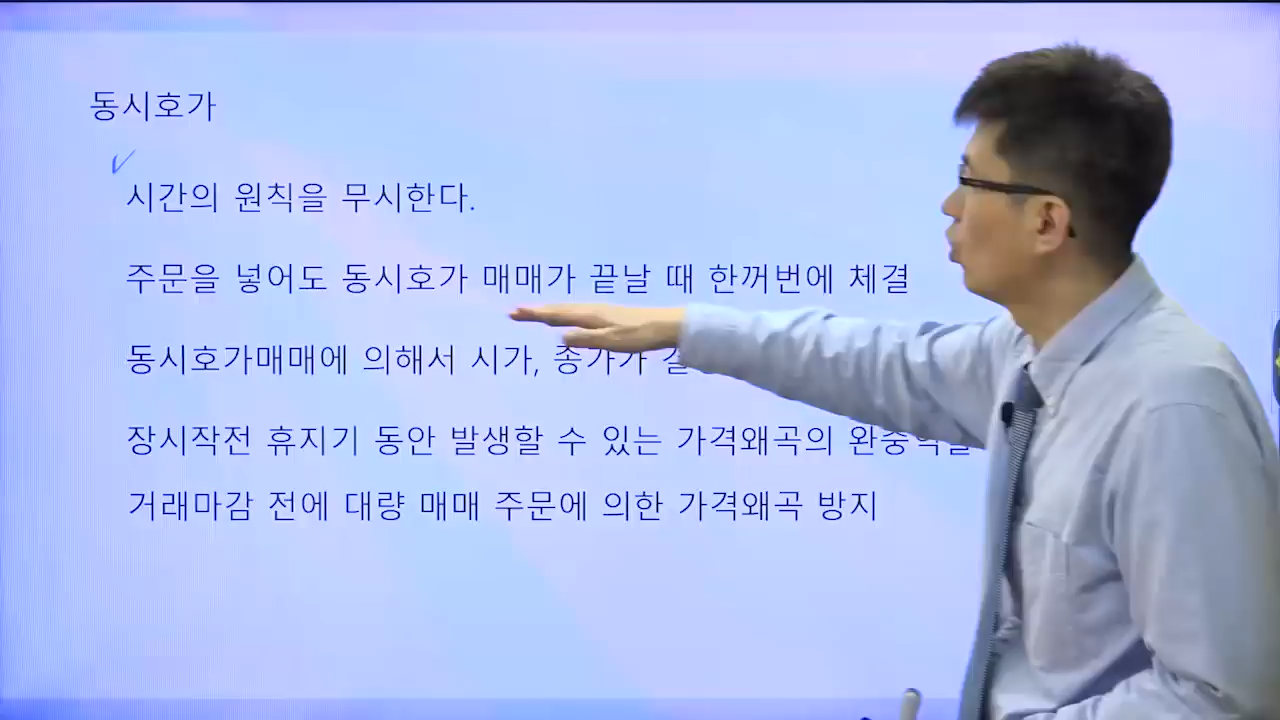 동시호가
시간의 원칙을 무시한다.
주문을 넣어도 동시호가 매매가 끝날 때 한꺼번에 체결
동시호가매매에 의해서 시가, 종가가
장시작전 휴지기 동안 발생할 수 있는 가격왜곡의
거래마감 전에 대량 매매 주문에 의한 가격왜곡 방지